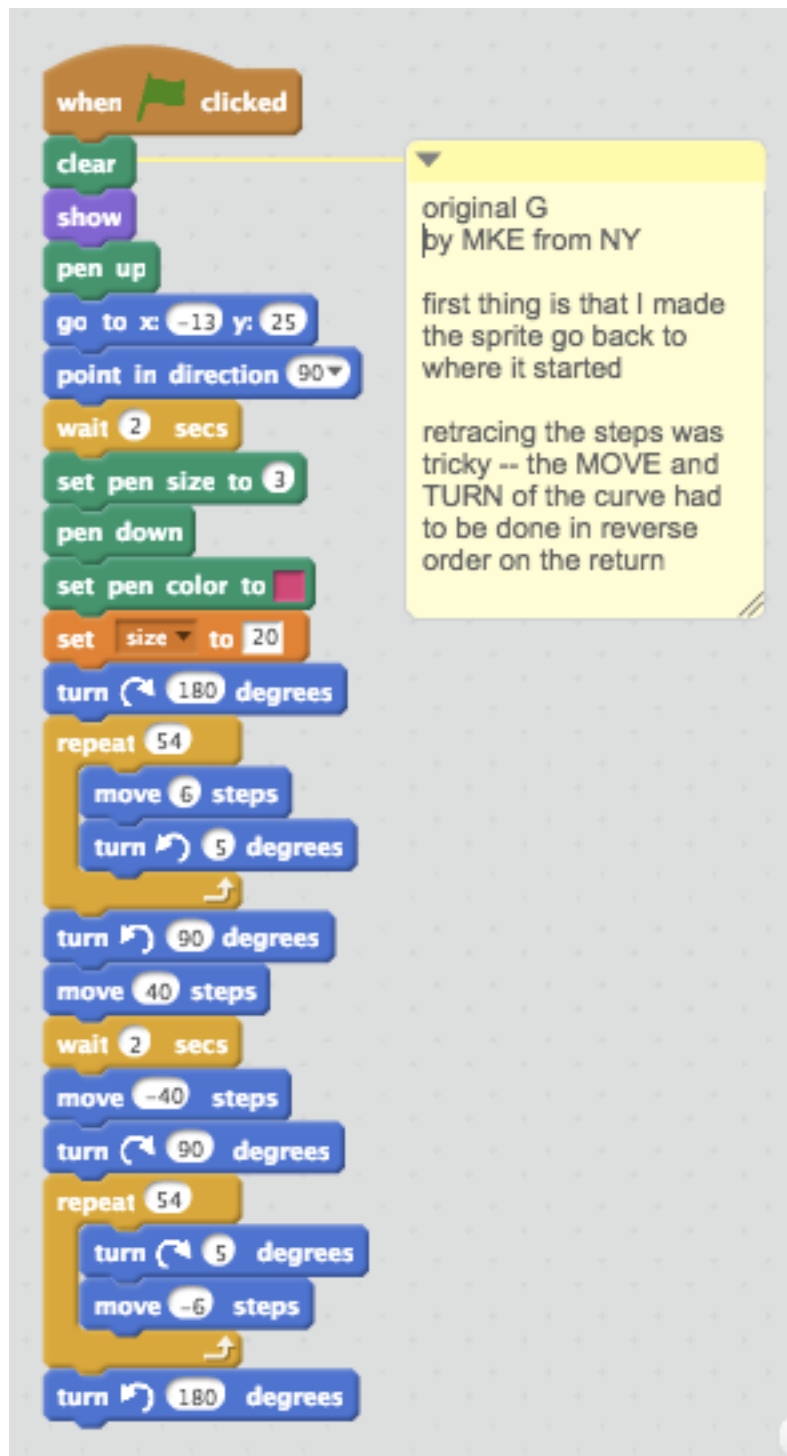 when clicked
clear
show
pen up
go to x: -13 y: 25
point in direction 90
wait 2 secs
set pen size to 3
pen down
set pen color to
set size to 20
turn 180 degrees
repeat 54
move 6 steps
turn 5 degrees
turn 90 degrees
move 40 steps
wait 2 secs
move -40 steps
turn 90 degrees
repeat 54
turn 5 degrees
move -6 steps
turn 180 degrees
original G
by MKE from NY
first thing is that I made
the sprite go back to
where it started
retracing the steps was
tricky -- the MOVE and
TURN of the curve had
to be done in reverse
order on the return